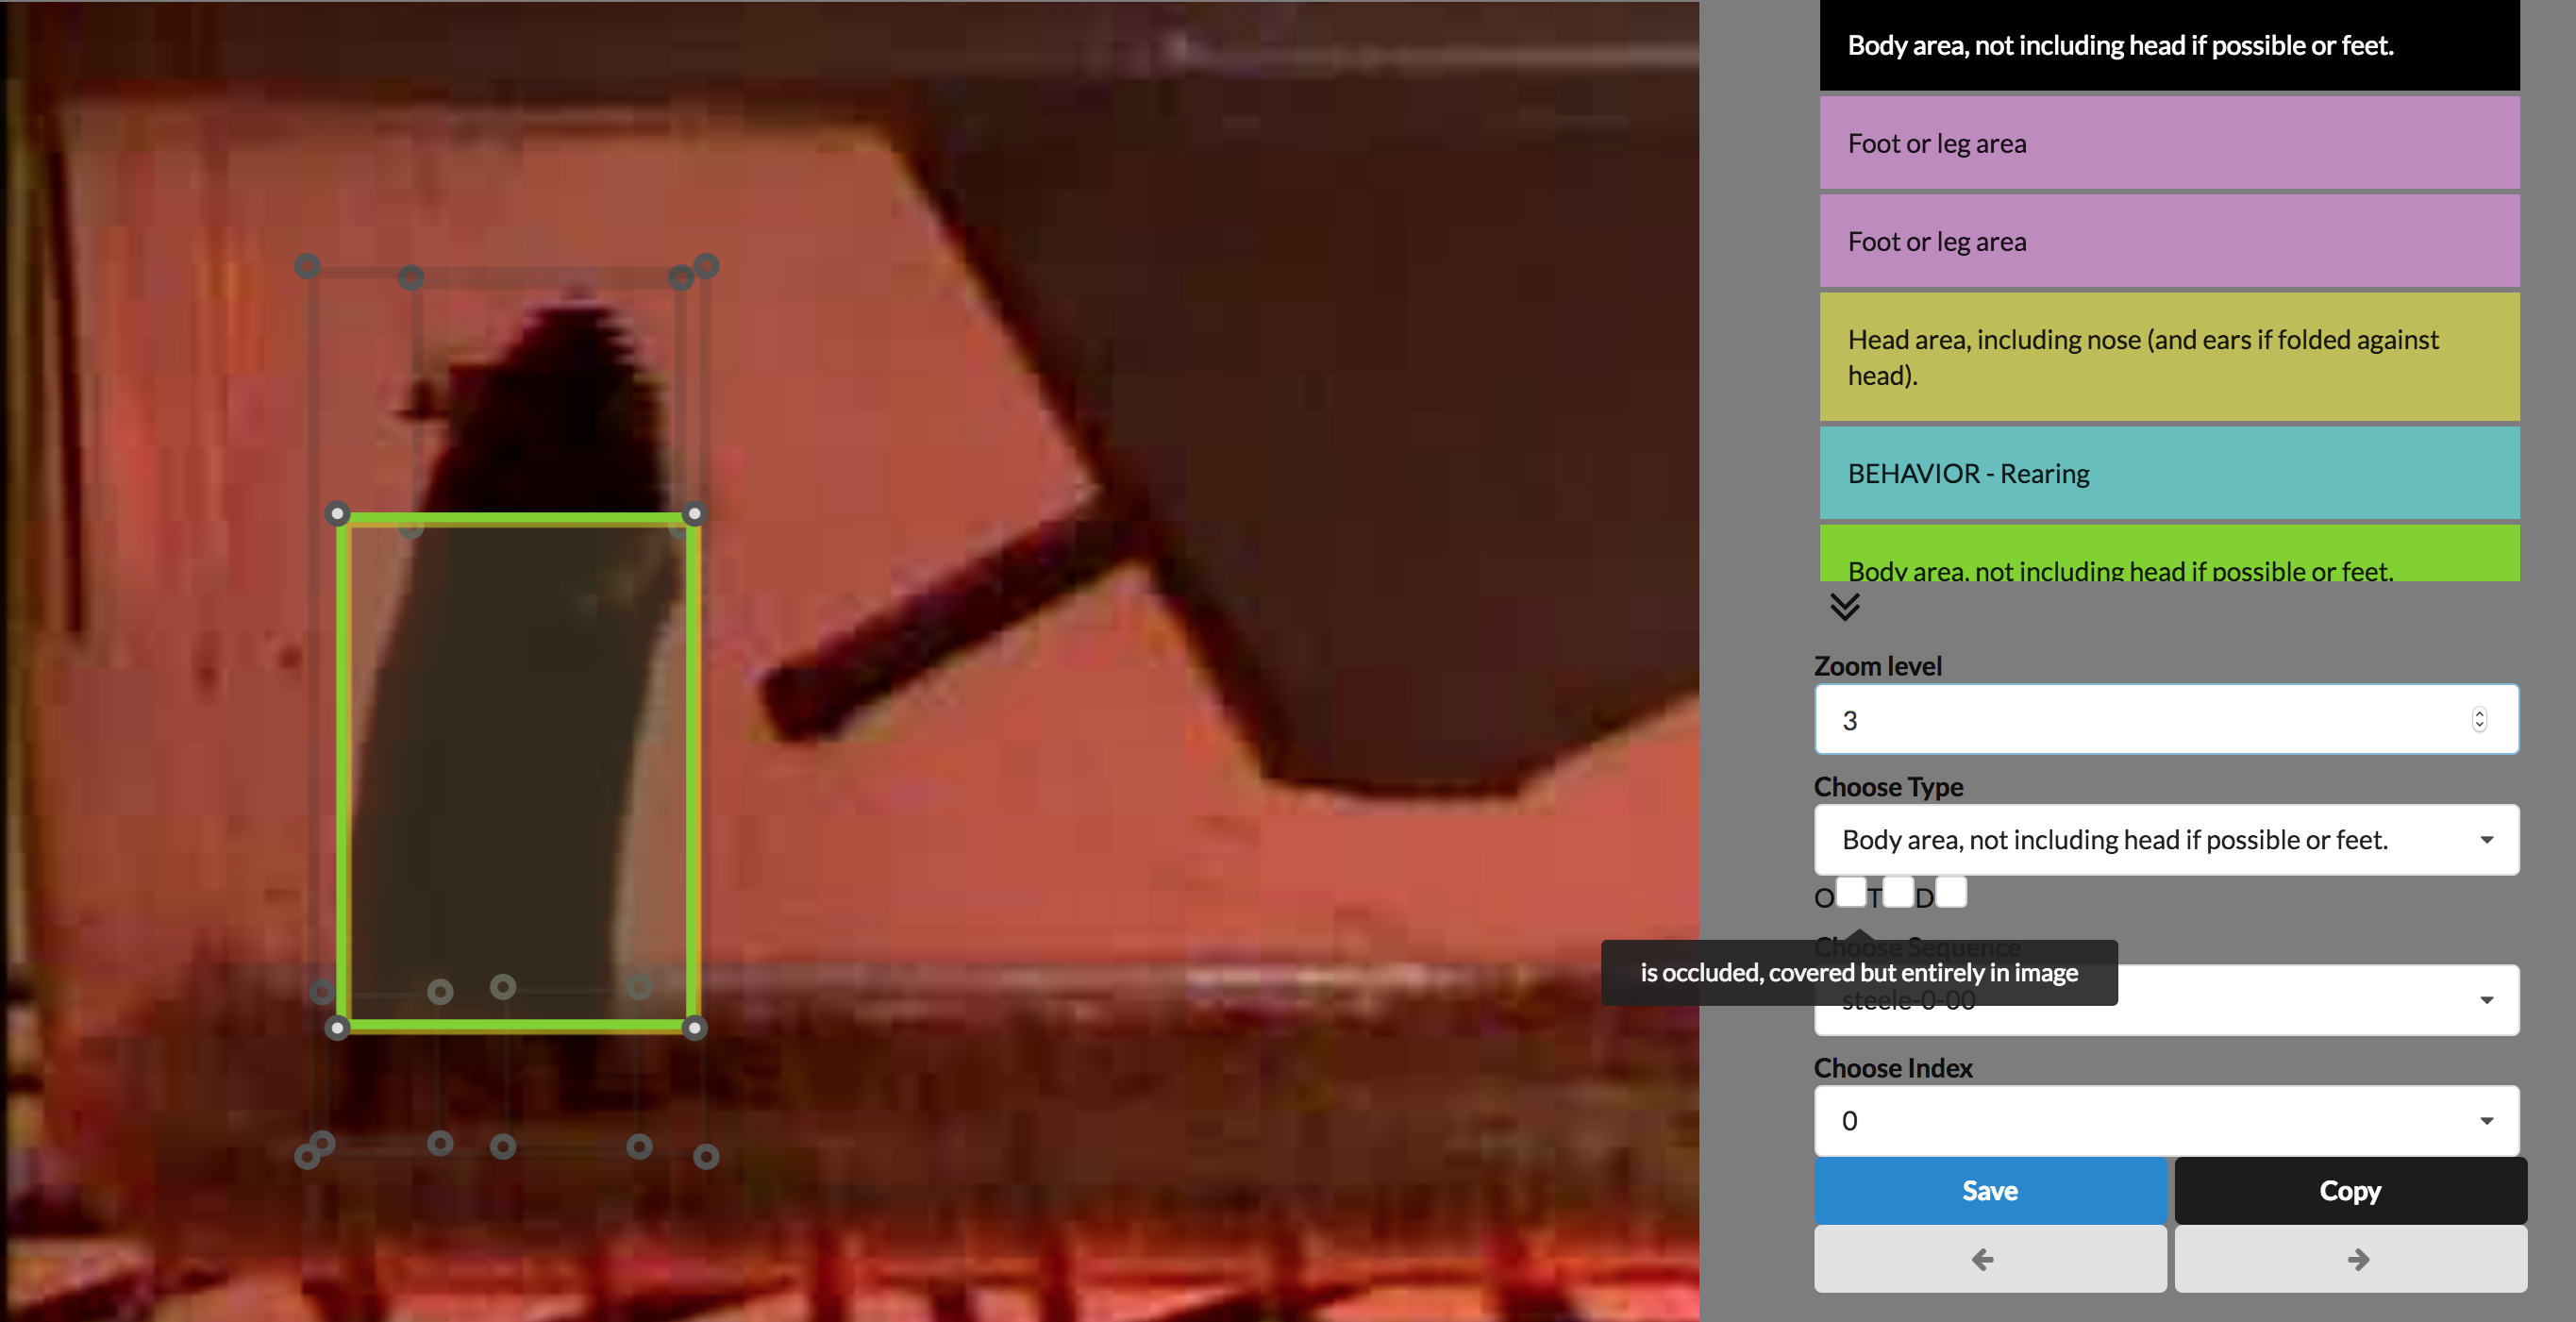 Body area, not including head if possible or feet.
Foot or leg area
Foot or leg area
Head area, including nose (and ears if folded against
head).
BEHAVIOR - Rearing
Body area, not including head if possible or feet.
Zoom level
3
Choose Type
Body area, not including head if possible or feet.
O T D
Choose Sequence
is occluded, covered but entirely in image
steele-0-00
Choose Index
0
Save Copy